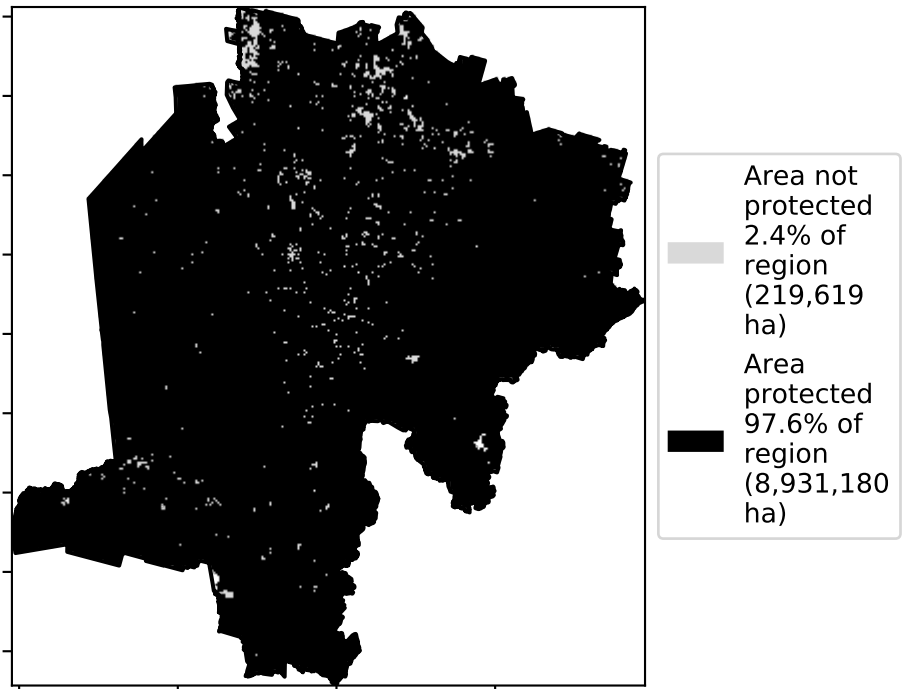 Area not
protected
2.4% of
region
(219,619
ha)
Area
protected
97.6% of
region
(8,931,180
ha)